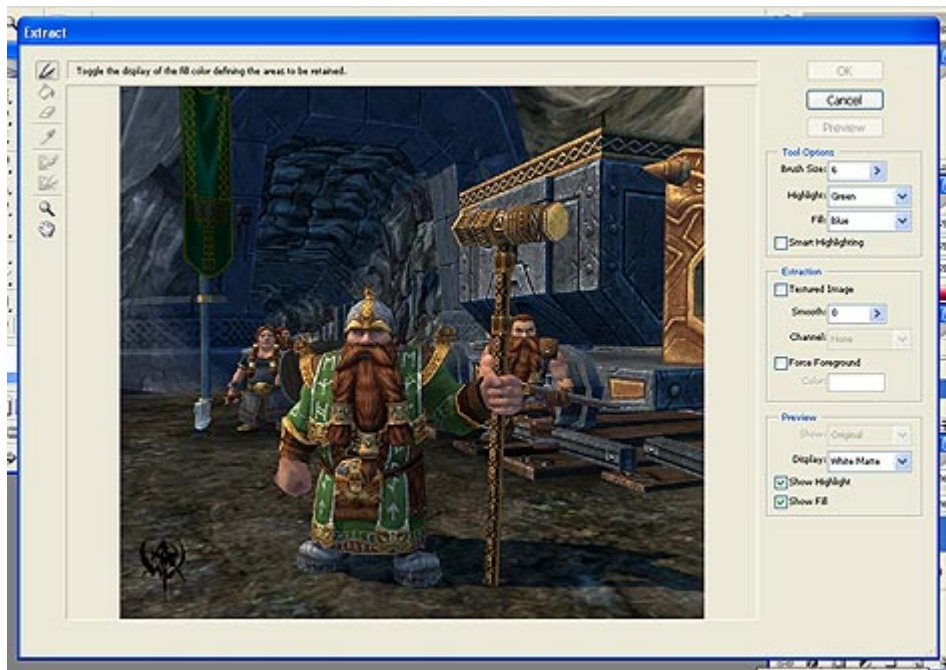 Extract
Toggle the display of the fill color defining the areas to be retained.
OK
Cancel
Preview
Tool Options
Brush Size: 6
Highlight: Green
Fill: Blue
Smart Highlighting
Extraction
Textured Image
Smooth: 0
Channel: None
Force Foreground
Color:
Preview
Show: Original
Display: White Matte
Show Highlight
Show Fill